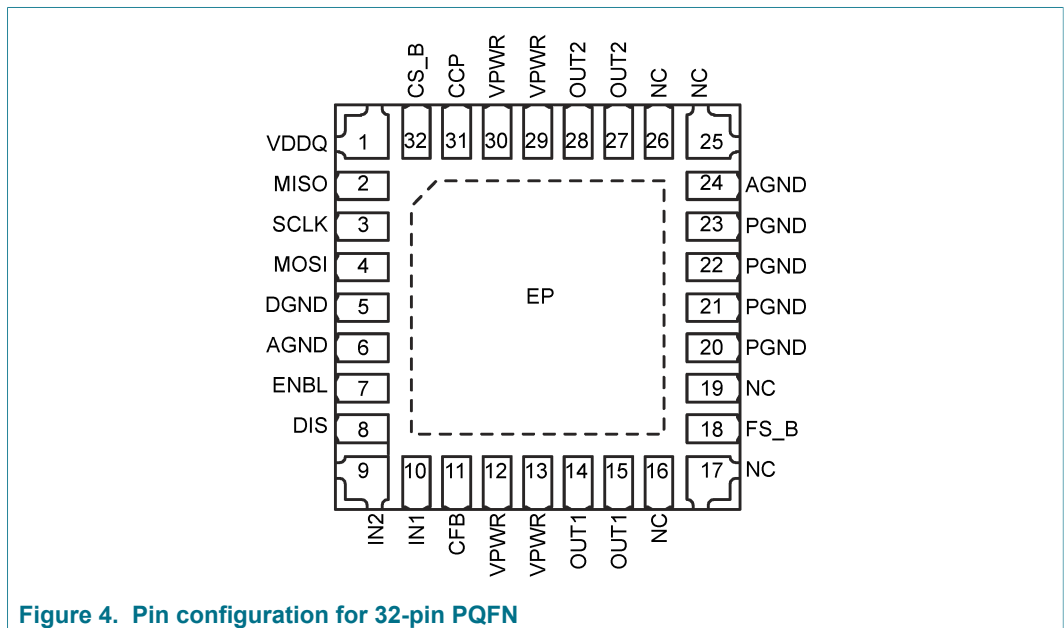 CS_B
CCP
VPWR
VPWR
OUT2
OUT2
NC
NC
VDDQ 1 32 31 30 29 28 27 26 25
MISO 2 24 AGND
SCLK 3 23 PGND
MOSI 4 22 PGND
EP
DGND 5 21 PGND
AGND 6 20 PGND
ENBL 7 19 NC
DIS 8 18 FS_B
9 10 11 12 13 14 15 16 17 NC
IN2
IN1
CFB
VPWR
VPWR
OUT1
OUT1
NC
Figure 4. Pin configuration for 32-pin PQFN